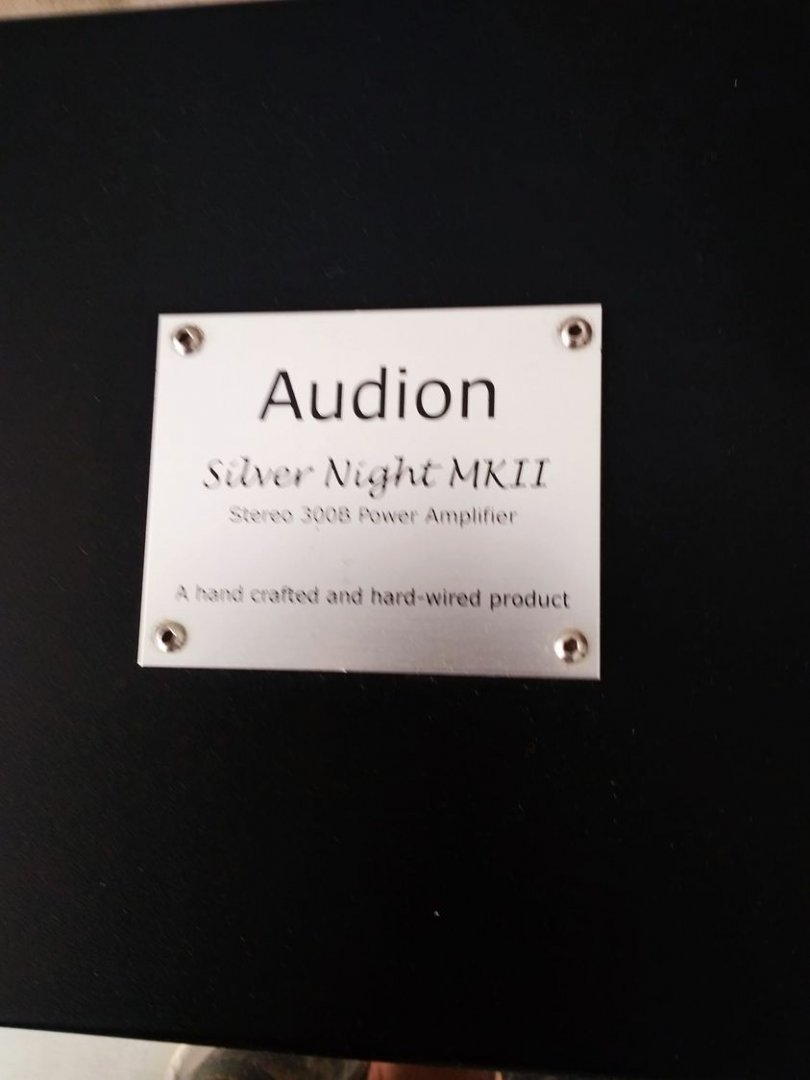 Audion
Silver Night MKII
Stereo 300B Power Amplifier
A hand crafted and hard-wired product